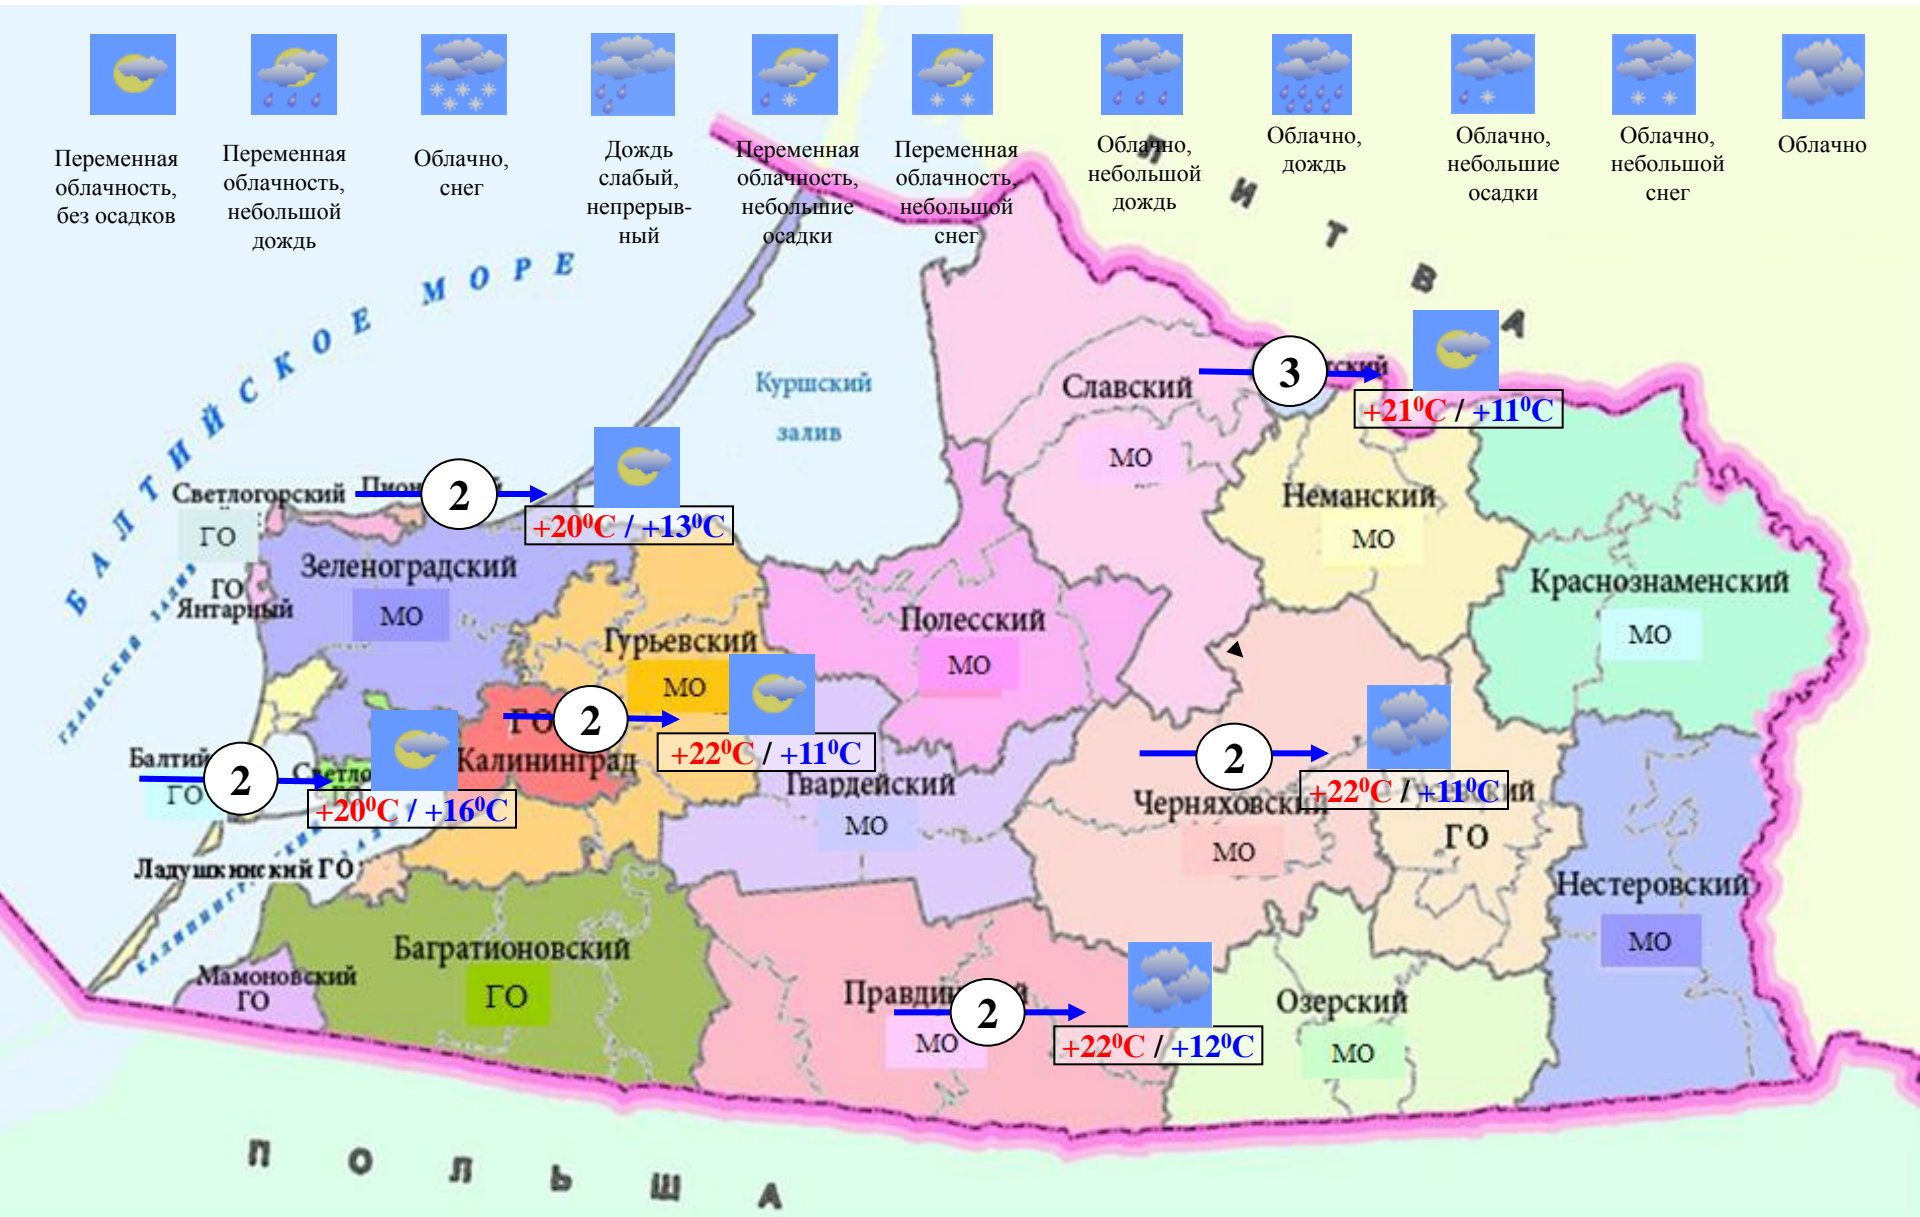 Переменная
облачность,
без осадков
Переменная
облачность,
небольшой
дождь
Облачно,
снег
Дождь
слабый,
непрерыв-
ный
Переменная
облачность,
небольшие
осадки
Переменная
облачность,
небольшой
снег
Облачно,
небольшой
дождь
Облачно,
дождь
Облачно,
небольшие
осадки
Облачно,
небольшой
снег
Облачно
ЛИТВА
БАЛТИЙСКОЕ МОРЕ
Куршский
залив
Славский
МО
3
+21⁰C / +11⁰C
Светлогорский
ГО
2
+20⁰C / +13⁰C
Неманский
МО
Зеленоградский
МО
ГО
Янтарный
Краснознаменский
МО
Гурьевский
МО
Полесский
МО
ГДАНЬСКИЙ ЗАЛИВ
ГО
Калининград
2
+22⁰C / +11⁰C
ГО
2
+20⁰C / +16⁰C
Гвардейский
МО
Черняховский
МО
2
+22⁰C / +11⁰C
ГО
Ладушкинский ГО
Нестеровский
МО
Багратионовский
ГО
Мамоновский
ГО
МО
2
+22⁰C / +12⁰C
Озерский
МО
ПОЛЬША